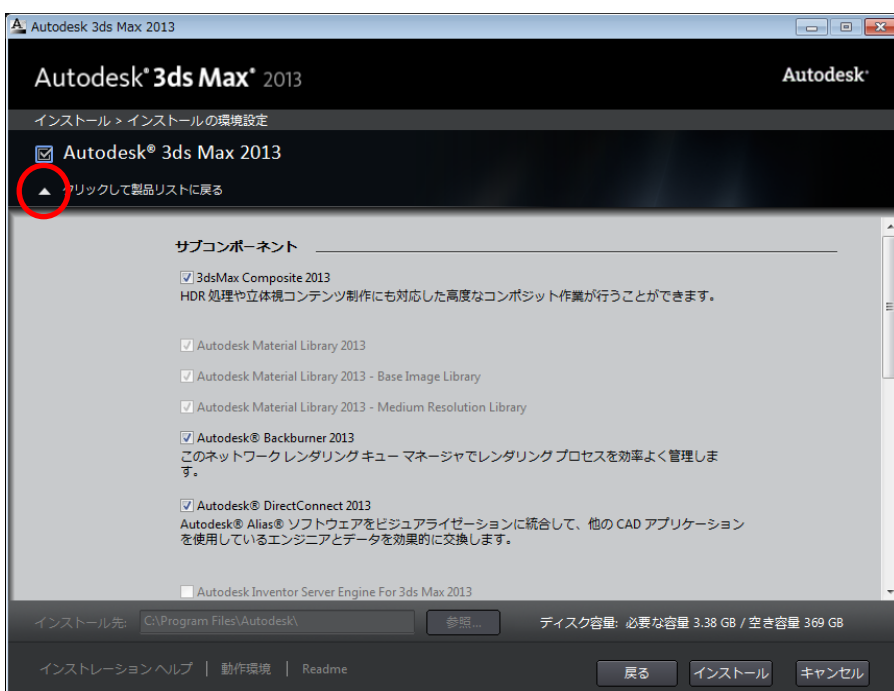 Autodesk 3ds Max 2013
Autodesk® 3ds Max® 2013
Autodesk®
インストール > インストールの環境設定
Autodesk® 3ds Max 2013
クリックして製品リストに戻る
サブコンポーネント
3dsMax Composite 2013
HDR 処理や立体視コンテンツ制作にも対応した高度なコンポジット作業が行うことができます。
Autodesk Material Library 2013
Autodesk Material Library 2013 - Base Image Library
Autodesk Material Library 2013 - Medium Resolution Library
Autodesk® Backburner 2013
このネットワーク レンダリング キュー マネージャでレンダリング プロセスを効率よく管理しま
す。
Autodesk® DirectConnect 2013
Autodesk® Alias® ソフトウェアをビジュアライゼーションに統合して、他の CAD アプリケーション
を使用しているエンジニアとデータを効果的に交換します。
Autodesk Inventor Server Engine For 3ds Max 2013
インストール先: C:\Program Files\Autodesk\ 参照... ディスク容量: 必要な容量 3.38 GB / 空き容量 369 GB
インストレーション ヘルプ | 動作環境 | Readme 戻る インストール キャンセル